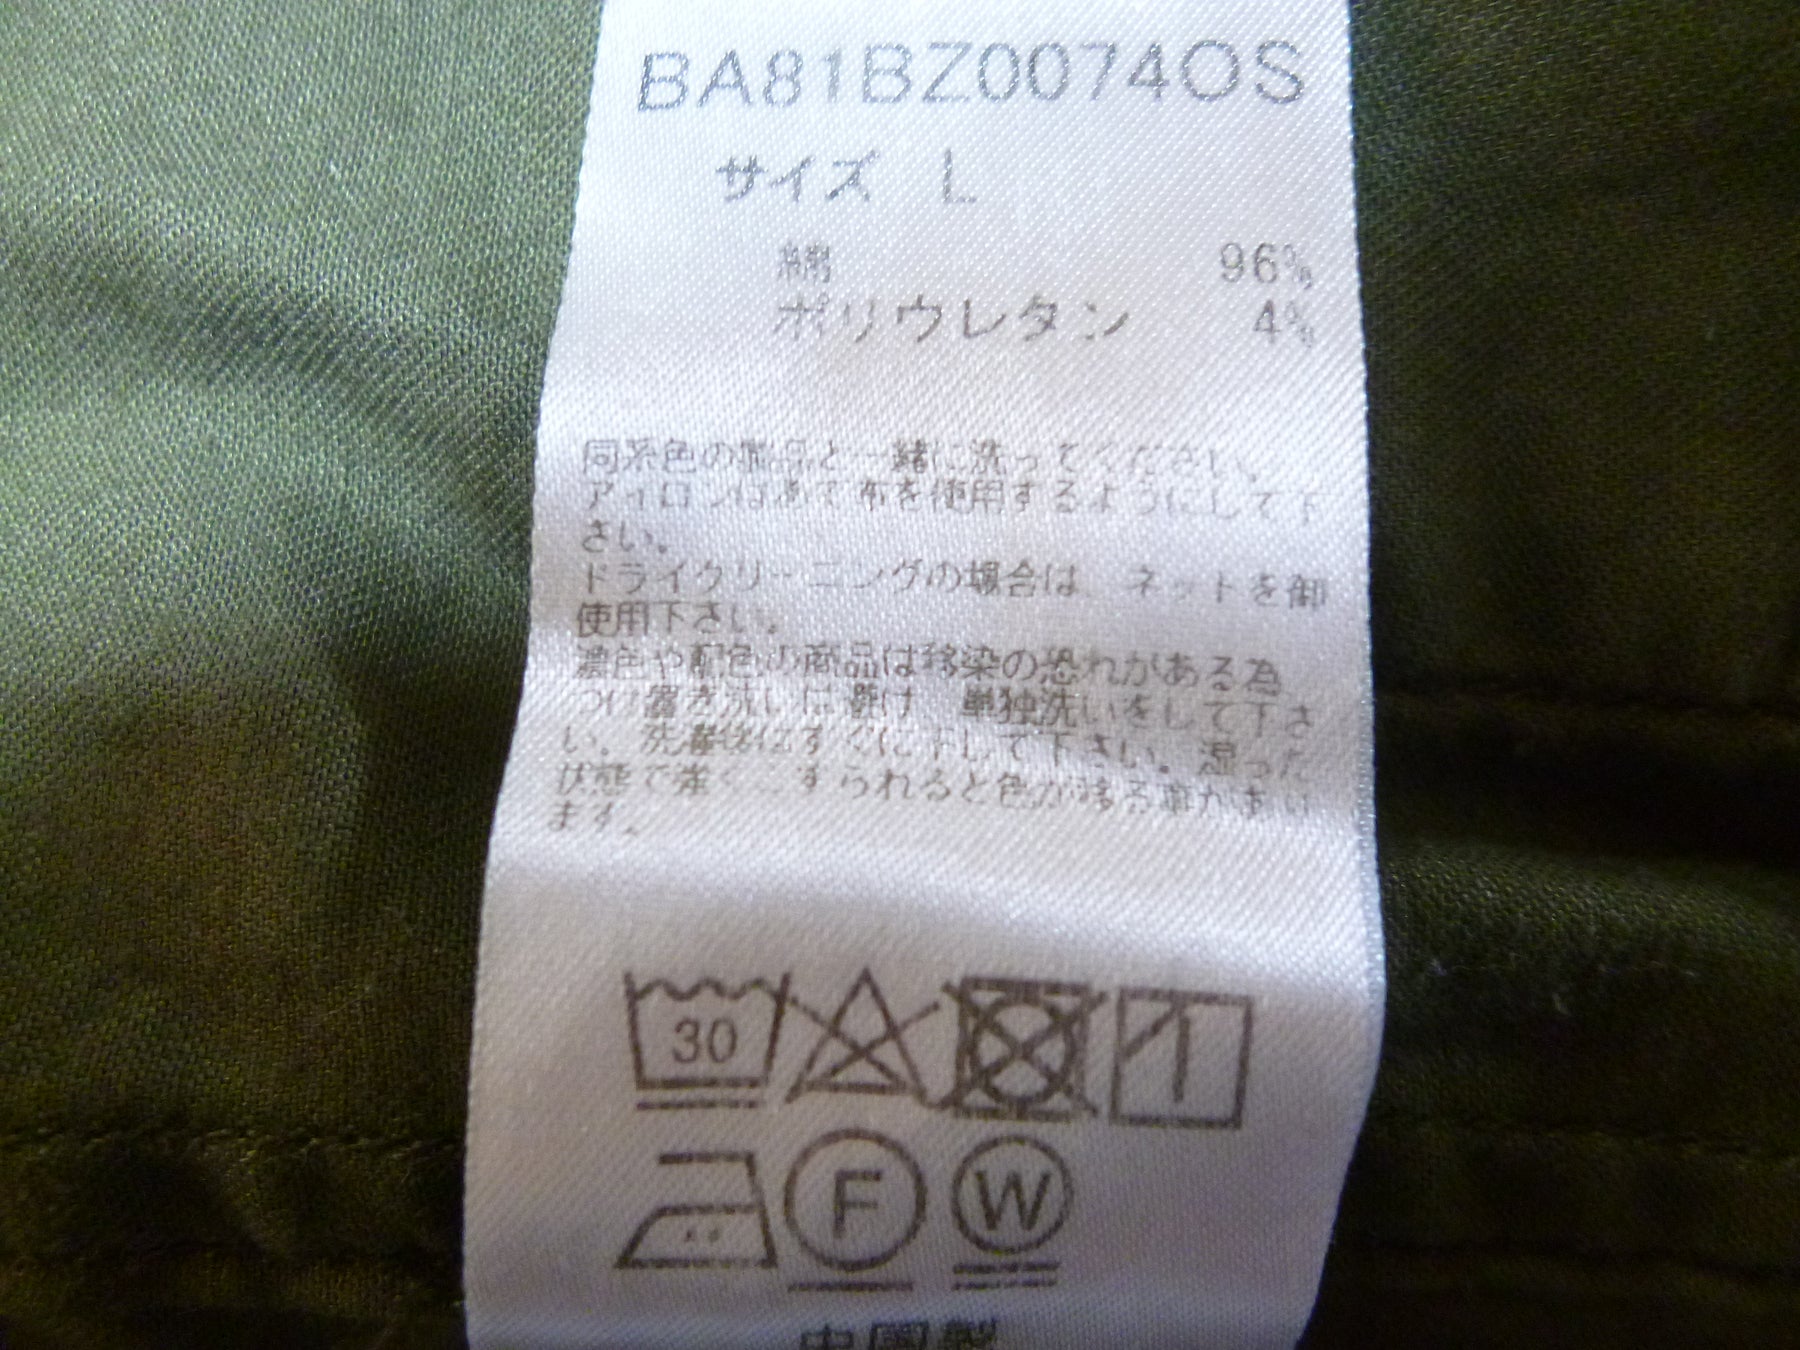 BA81BZ0074OS
サイズ L
綿 96%
ポリウレタン 4%
同系色の製品と一緒に洗ってください。
アイロンはあて布を使用するようにして下
さい。
ドライクリーニングの場合は ネットを御
使用下さい。
濃色や配色の商品は移染の恐れがある為
つけ置き洗いは避け 単独洗いをして下さ
い。洗濯後はすぐに干して下さい。湿った
状態で強くこすられると色が移る事がござい
ます。
30
F W
中国製